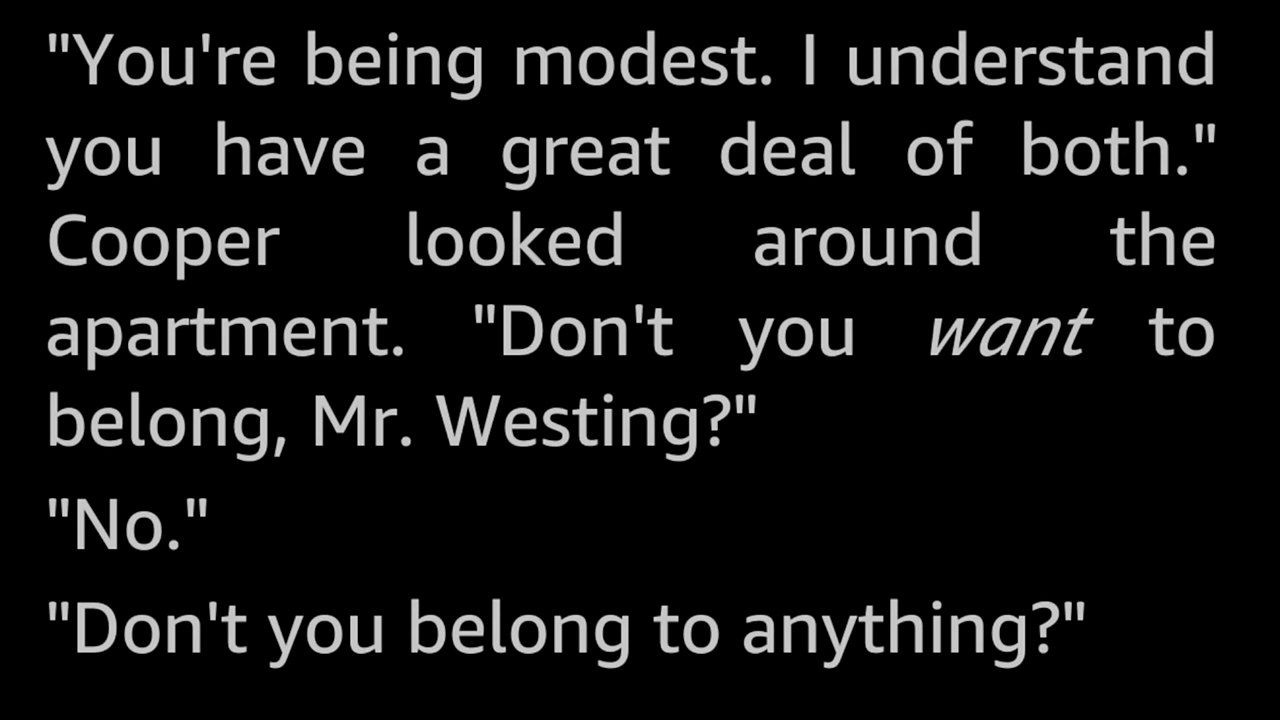 "You're being modest. I understand
you have a great deal of both."
Cooper looked around the
apartment. "Don't you want to
belong, Mr. Westing?"
"No."
"Don't you belong to anything?"